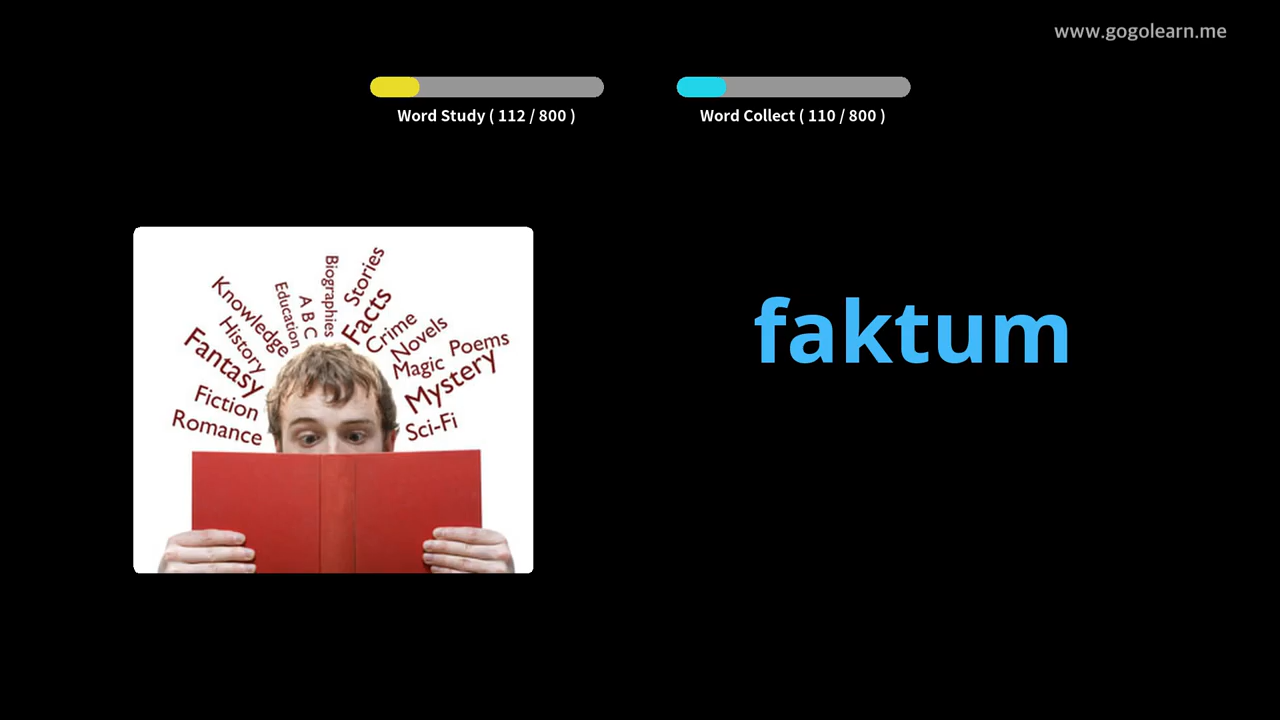 www.gogolearn.me
Word Study ( 112 / 800 )
Word Collect ( 110 / 800 )
Romance
Fiction
Fantasy
History
Knowledge
Education
A B C
Biographies
Stories
Facts
Crime
Novels
Magic
Poems
Mystery
Sci-Fi
faktum